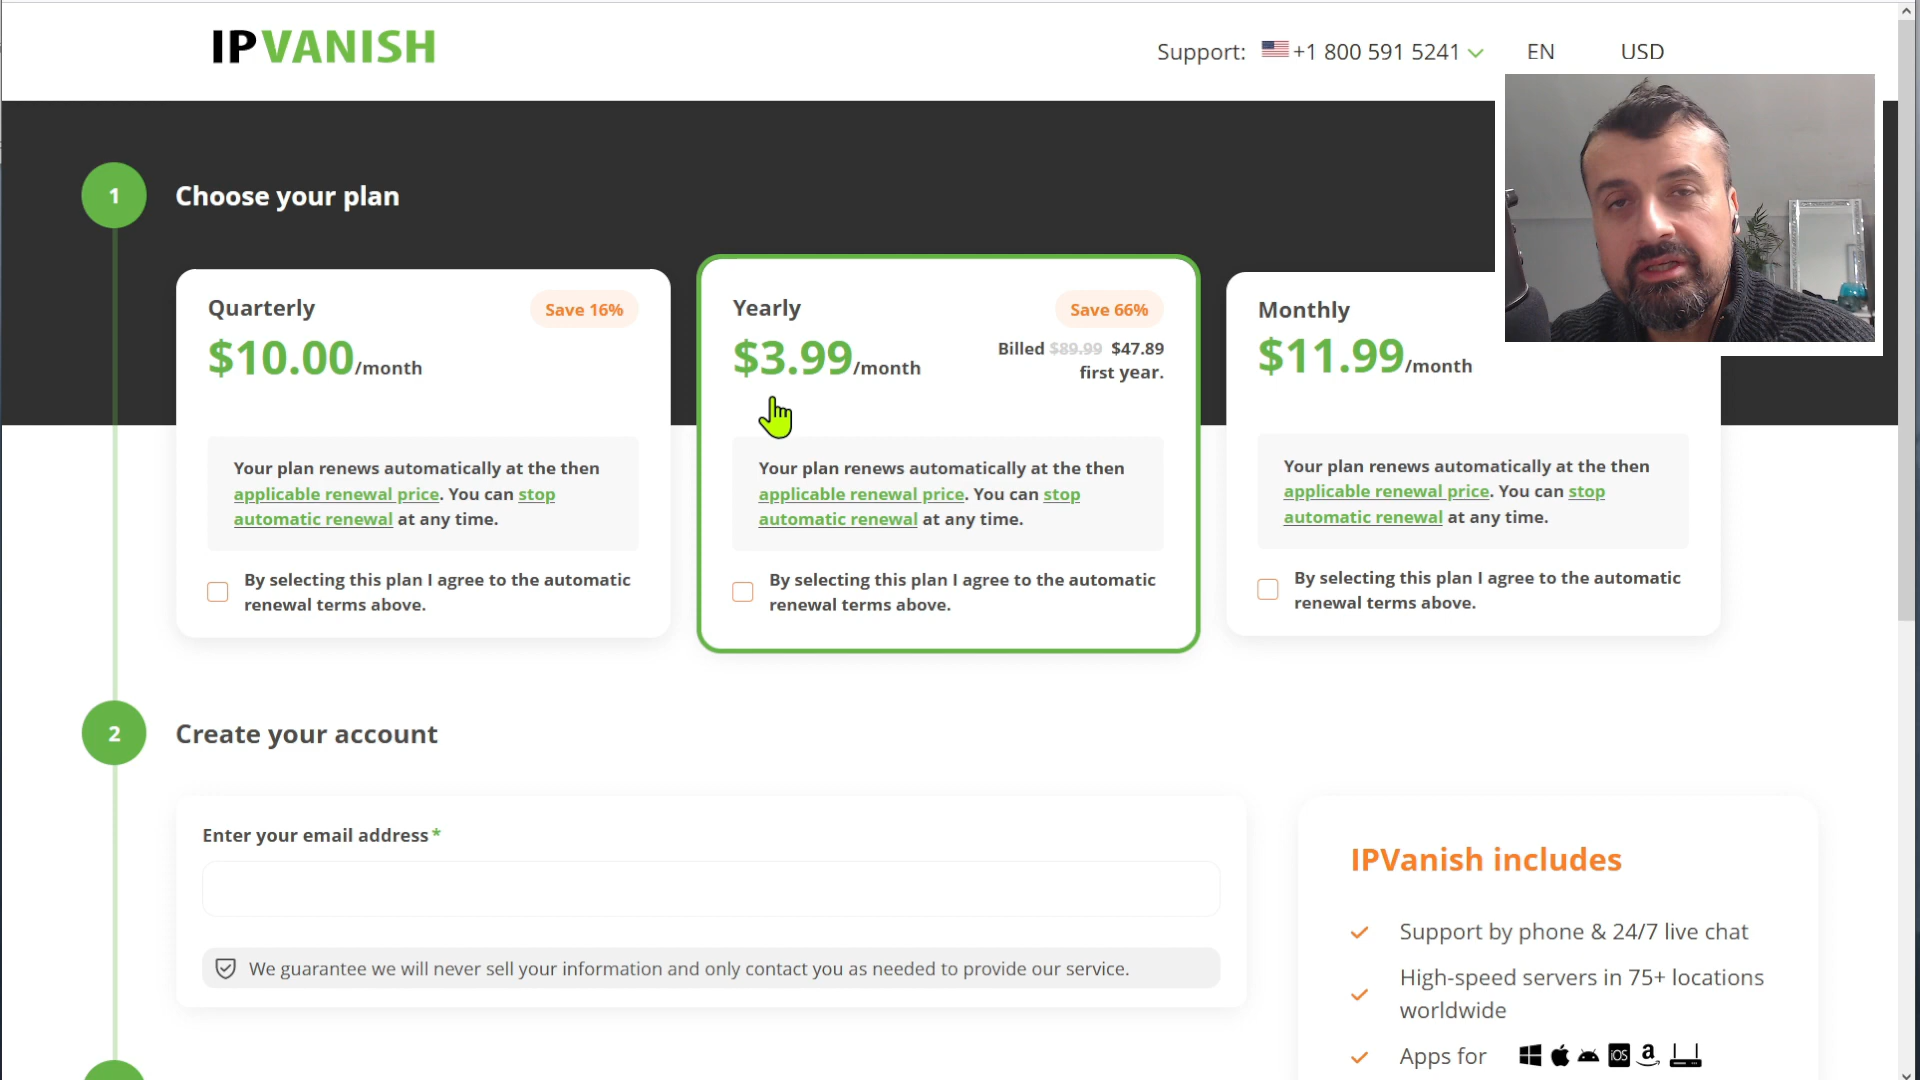 IPVANISH
Support: +1 800 591 5241
EN
USD
1
Choose your plan
Quarterly
Save 16%
$10.00/month
Your plan renews automatically at the then
applicable renewal price. You can stop
automatic renewal at any time.
By selecting this plan I agree to the automatic
renewal terms above.
Yearly
Save 66%
$3.99/month
Billed $89.99 $47.89
first year.
Your plan renews automatically at the then
applicable renewal price. You can stop
automatic renewal at any time.
By selecting this plan I agree to the automatic
renewal terms above.
Monthly
$11.99/month
Your plan renews automatically at the then
applicable renewal price. You can stop
automatic renewal at any time.
By selecting this plan I agree to the automatic
renewal terms above.
2
Create your account
Enter your email address*
We guarantee we will never sell your information and only contact you as needed to provide our service.
IPVanish includes
Support by phone & 24/7 live chat
High-speed servers in 75+ locations
worldwide
Apps for iOS a